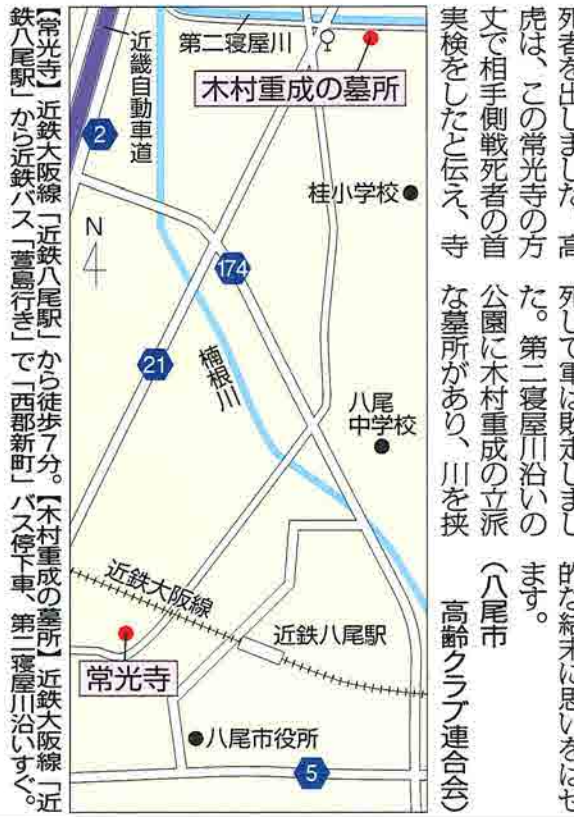 死者を出しました。高
虎は、この常光寺の方
丈で相手側戦死者の首
実検をしたと伝え、寺
死して軍は敗走しまし
た。第二寝屋川沿いの
公園に木村重成の立派
な墓所があり、川を挟
的な結末に思いをはせ
ます。
(八尾市
高齢クラブ連合会)
第二寝屋川
近畿自動車道
木村重成の墓所
2
桂小学校
N
174
21
楠根川
八尾
中学校
近鉄大阪線
近鉄八尾駅
常光寺
八尾市役所
5
【常光寺】近鉄大阪線「近鉄八尾駅」から徒歩7分。【木村重成の墓所】近鉄大阪線「近
鉄八尾駅」から近鉄バス「萱島行き」で「西郡新町」バス停下車、第二寝屋川沿いすぐ。